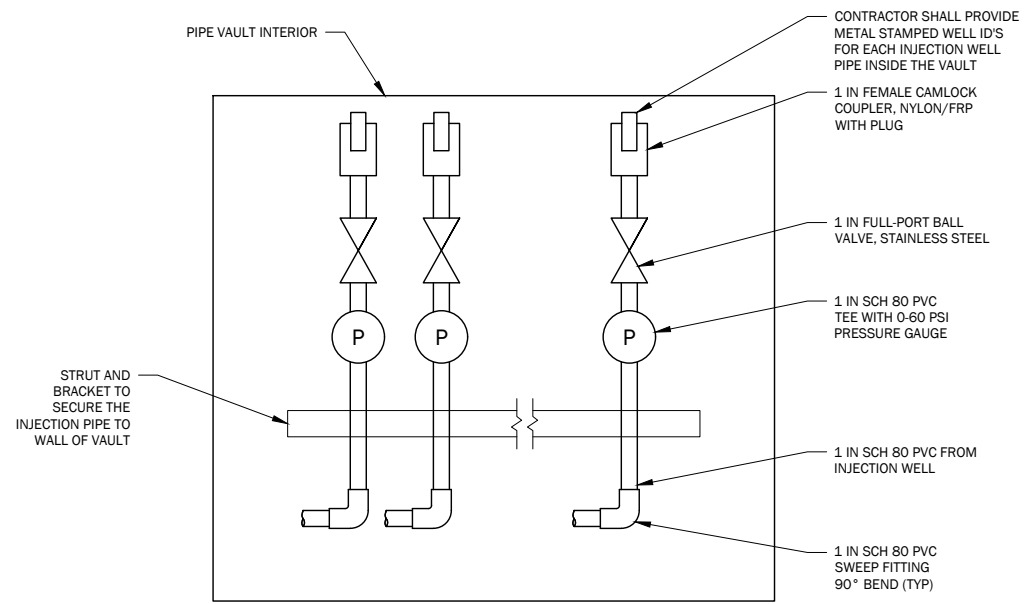 PIPE VAULT INTERIOR
CONTRACTOR SHALL PROVIDE
METAL STAMPED WELL ID'S
FOR EACH INJECTION WELL
PIPE INSIDE THE VAULT
1 IN FEMALE CAMLOCK
COUPLER, NYLON/FRP
WITH PLUG
1 IN FULL-PORT BALL
VALVE, STAINLESS STEEL
1 IN SCH 80 PVC
TEE WITH 0-60 PSI
PRESSURE GAUGE
P
P
P
STRUT AND
BRACKET TO
SECURE THE
INJECTION PIPE TO
WALL OF VAULT
1 IN SCH 80 PVC FROM
INJECTION WELL
1 IN SCH 80 PVC
SWEEP FITTING
90° BEND (TYP)